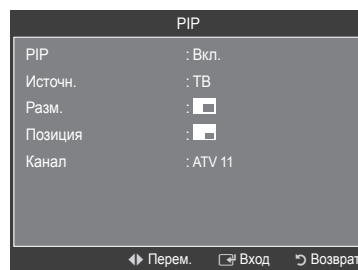 PIP
PIP : Вкл.
Источн. : ТВ
Разм. :
Позиция :
Канал : ATV 11
Перем. Вход Возврат